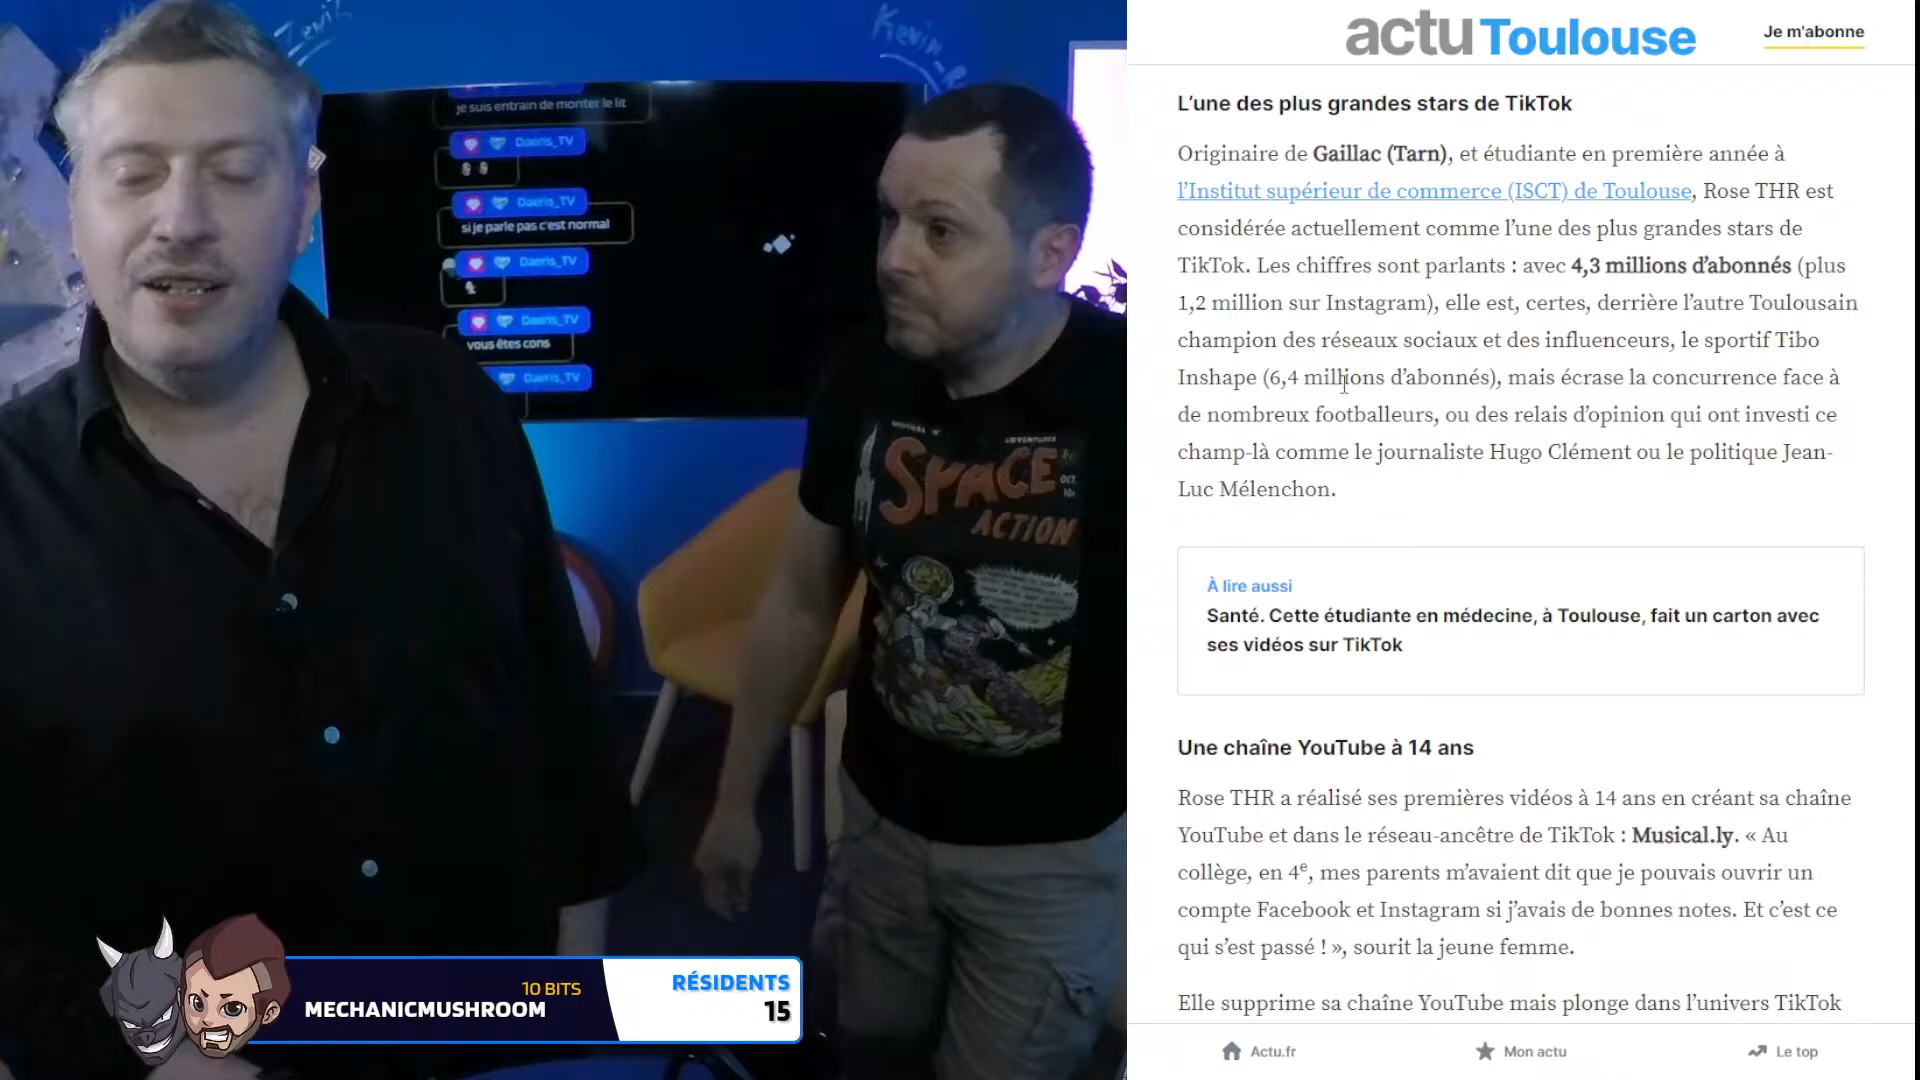 Kevin_R
je suis entrain de monter le lit
Daeris_TV
Daeris_TV
si je parle pas c'est normal
Daeris_TV
Daeris_TV
vous êtes cons
Daeris_TV
ADVENTURES
SPACE
ACTION
OCT.
10¢
10 BITS
MECHANICMUSHROOM
RÉSIDENTS
15
actu Toulouse
Je m'abonne
L'une des plus grandes stars de TikTok
Originaire de Gaillac (Tarn), et étudiante en première année à
l'Institut supérieur de commerce (ISCT) de Toulouse, Rose THR est
considérée actuellement comme l'une des plus grandes stars de
TikTok. Les chiffres sont parlants : avec 4,3 millions d'abonnés (plus
1,2 million sur Instagram), elle est, certes, derrière l'autre Toulousain
champion des réseaux sociaux et des influenceurs, le sportif Tibo
Inshape (6,4 millions d'abonnés), mais écrase la concurrence face à
de nombreux footballeurs, ou des relais d'opinion qui ont investi ce
champ-là comme le journaliste Hugo Clément ou le politique Jean-
Luc Mélenchon.
À lire aussi
Santé. Cette étudiante en médecine, à Toulouse, fait un carton avec
ses vidéos sur TikTok
Une chaîne YouTube à 14 ans
Rose THR a réalisé ses premières vidéos à 14 ans en créant sa chaîne
YouTube et dans le réseau-ancêtre de TikTok : Musical.ly. « Au
collège, en 4e, mes parents m'avaient dit que je pouvais ouvrir un
compte Facebook et Instagram si j'avais de bonnes notes. Et c'est ce
qui s'est passé ! », sourit la jeune femme.
Elle supprime sa chaîne YouTube mais plonge dans l'univers TikTok
Actu.fr
Mon actu
Le top